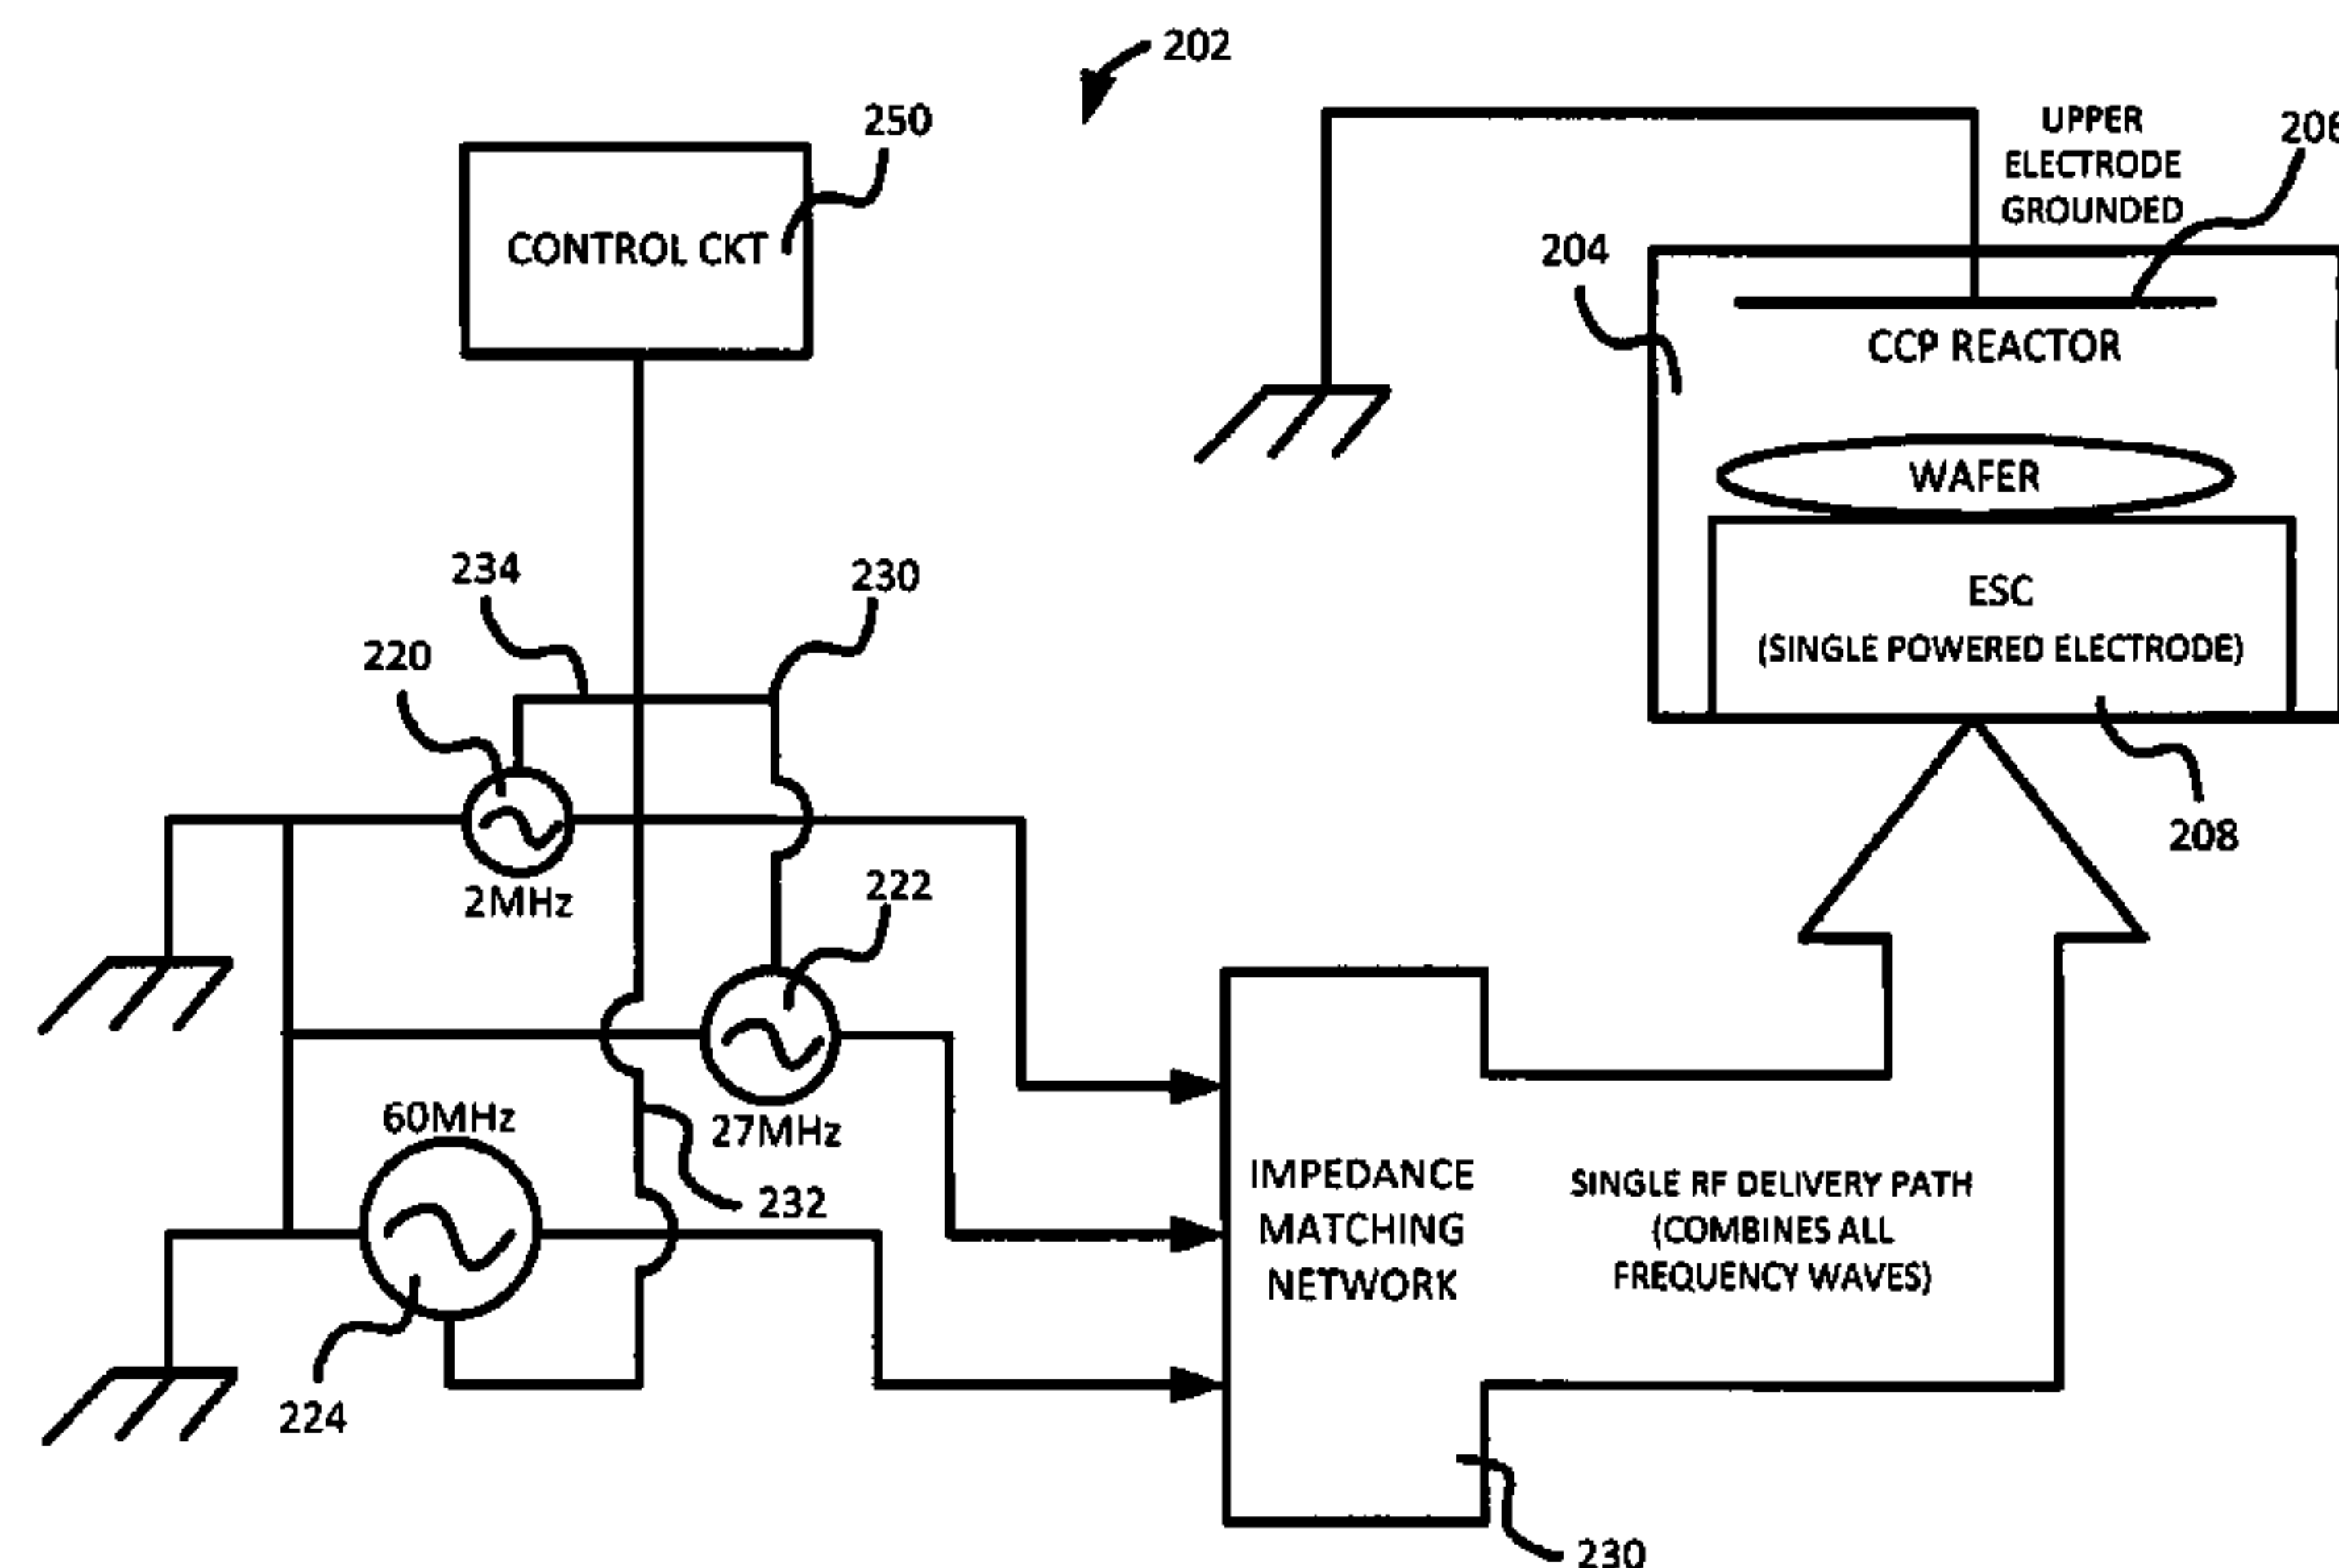 202
250
CONTROL CKT
UPPER
ELECTRODE
GROUNDED
206
204
CCP REACTOR
WAFER
ESC
(SINGLE POWERED ELECTRODE)
208
234
230
220
2MHz
222
27MHz
60MHz
232
224
IMPEDANCE
MATCHING
NETWORK
SINGLE RF DELIVERY PATH
(COMBINES ALL
FREQUENCY WAVES)
230